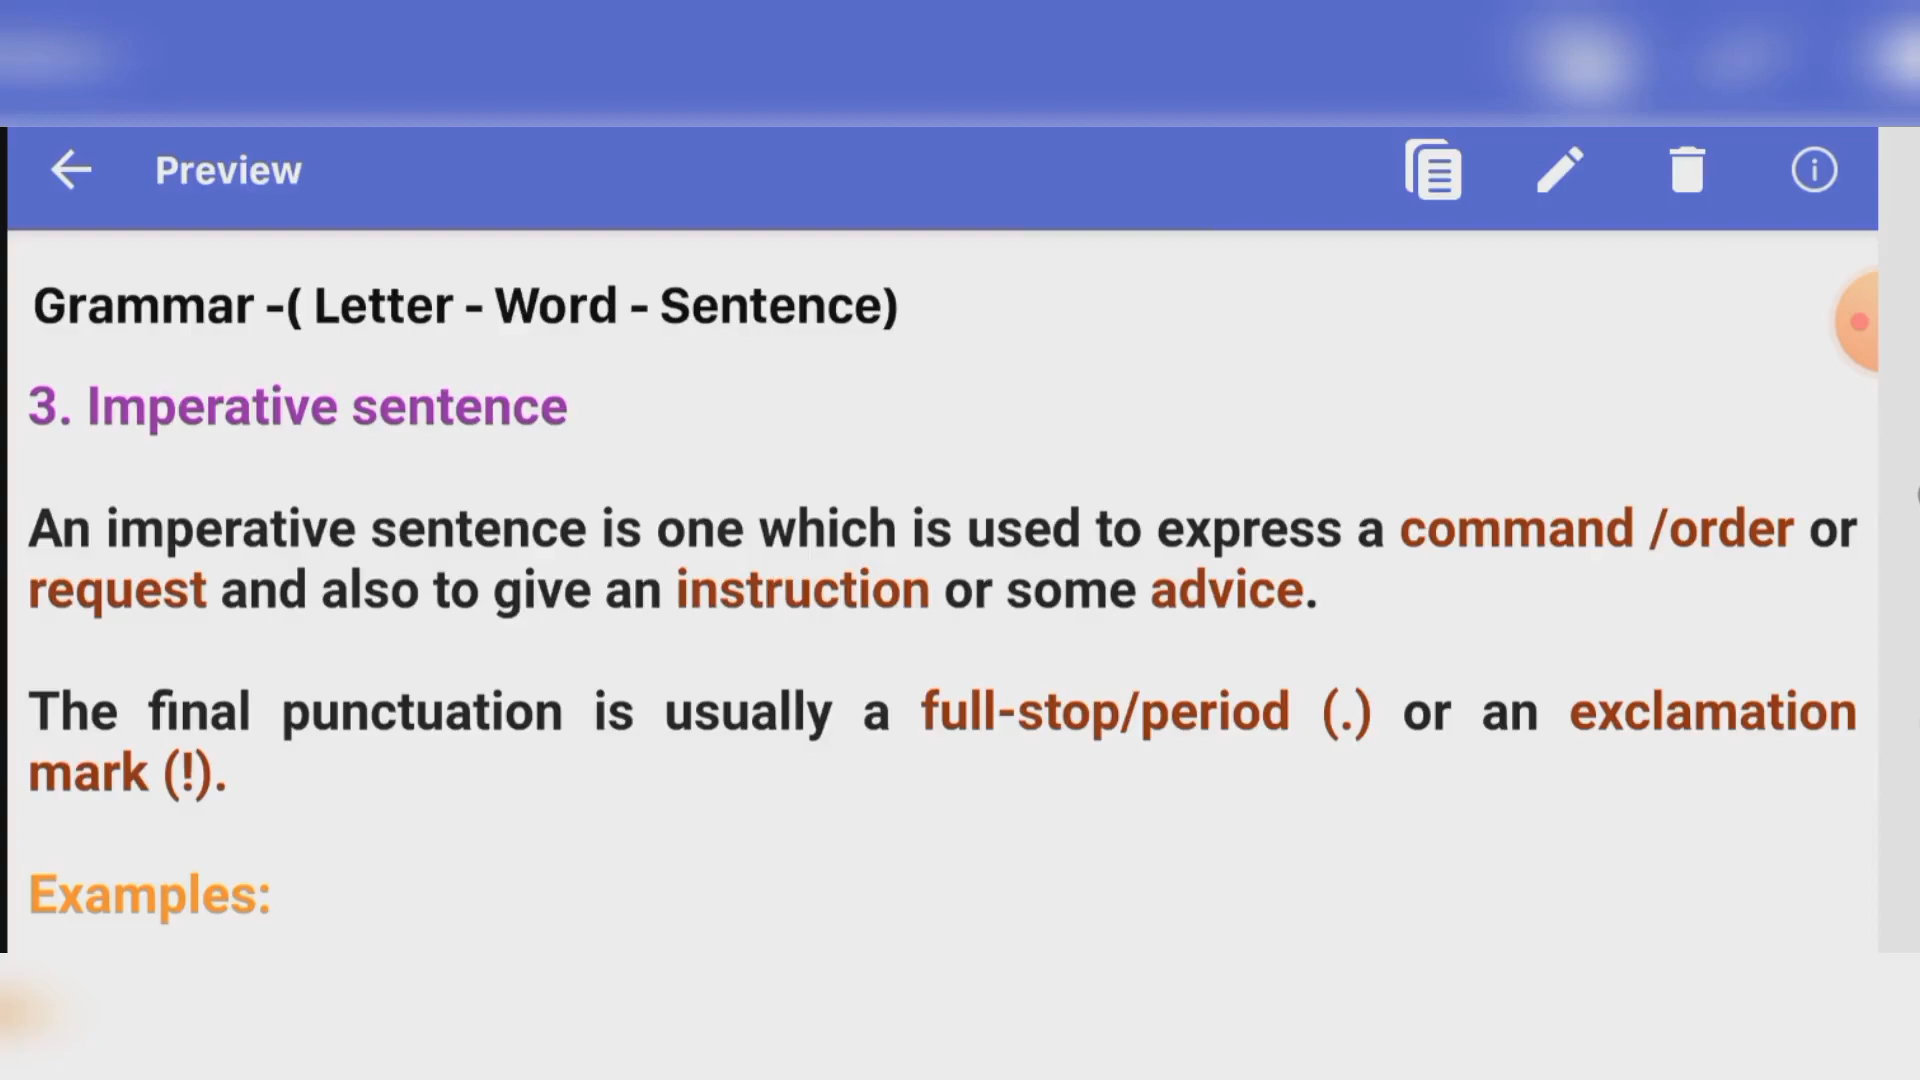 Preview
Grammar -( Letter - Word - Sentence)
3. Imperative sentence
An imperative sentence is one which is used to express a command /order or
request and also to give an instruction or some advice.
The final punctuation is usually a full-stop/period (.) or an exclamation
mark (!).
Examples: